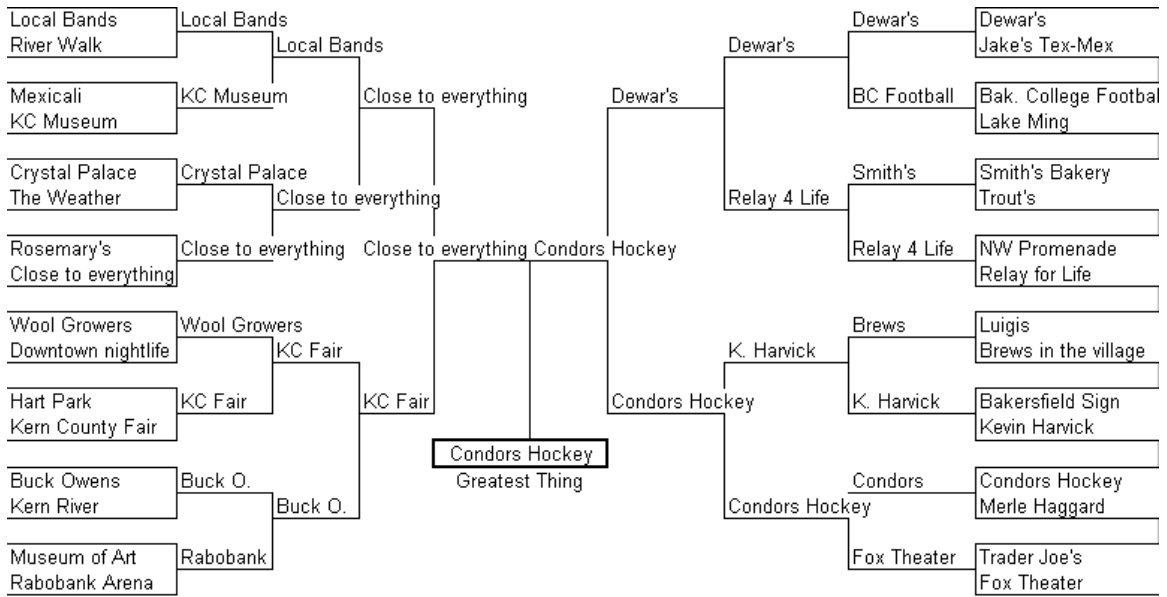 Local Bands
River Walk
Mexicali
KC Museum
Crystal Palace
The Weather
Rosemary's
Close to everything
Wool Growers
Downtown nightlife
Hart Park
Kern County Fair
Buck Owens
Kern River
Museum of Art
Rabobank Arena
Local Bands
KC Museum
Crystal Palace
Close to everything
Wool Growers
KC Fair
Buck O.
Rabobank
Local Bands
Close to everything
KC Fair
Buck O.
Close to everything
KC Fair
Close to everything
Condors Hockey
Condors Hockey
Greatest Thing
Dewar's
Condors Hockey
Dewar's
Relay 4 Life
K. Harvick
Condors Hockey
Dewar's
BC Football
Smith's
Relay 4 Life
Brews
K. Harvick
Condors
Fox Theater
Dewar's
Jake's Tex-Mex
Bak. College Footbal
Lake Ming
Smith's Bakery
Trout's
NW Promenade
Relay for Life
Luigis
Brews in the village
Bakersfield Sign
Kevin Harvick
Condors Hockey
Merle Haggard
Trader Joe's
Fox Theater